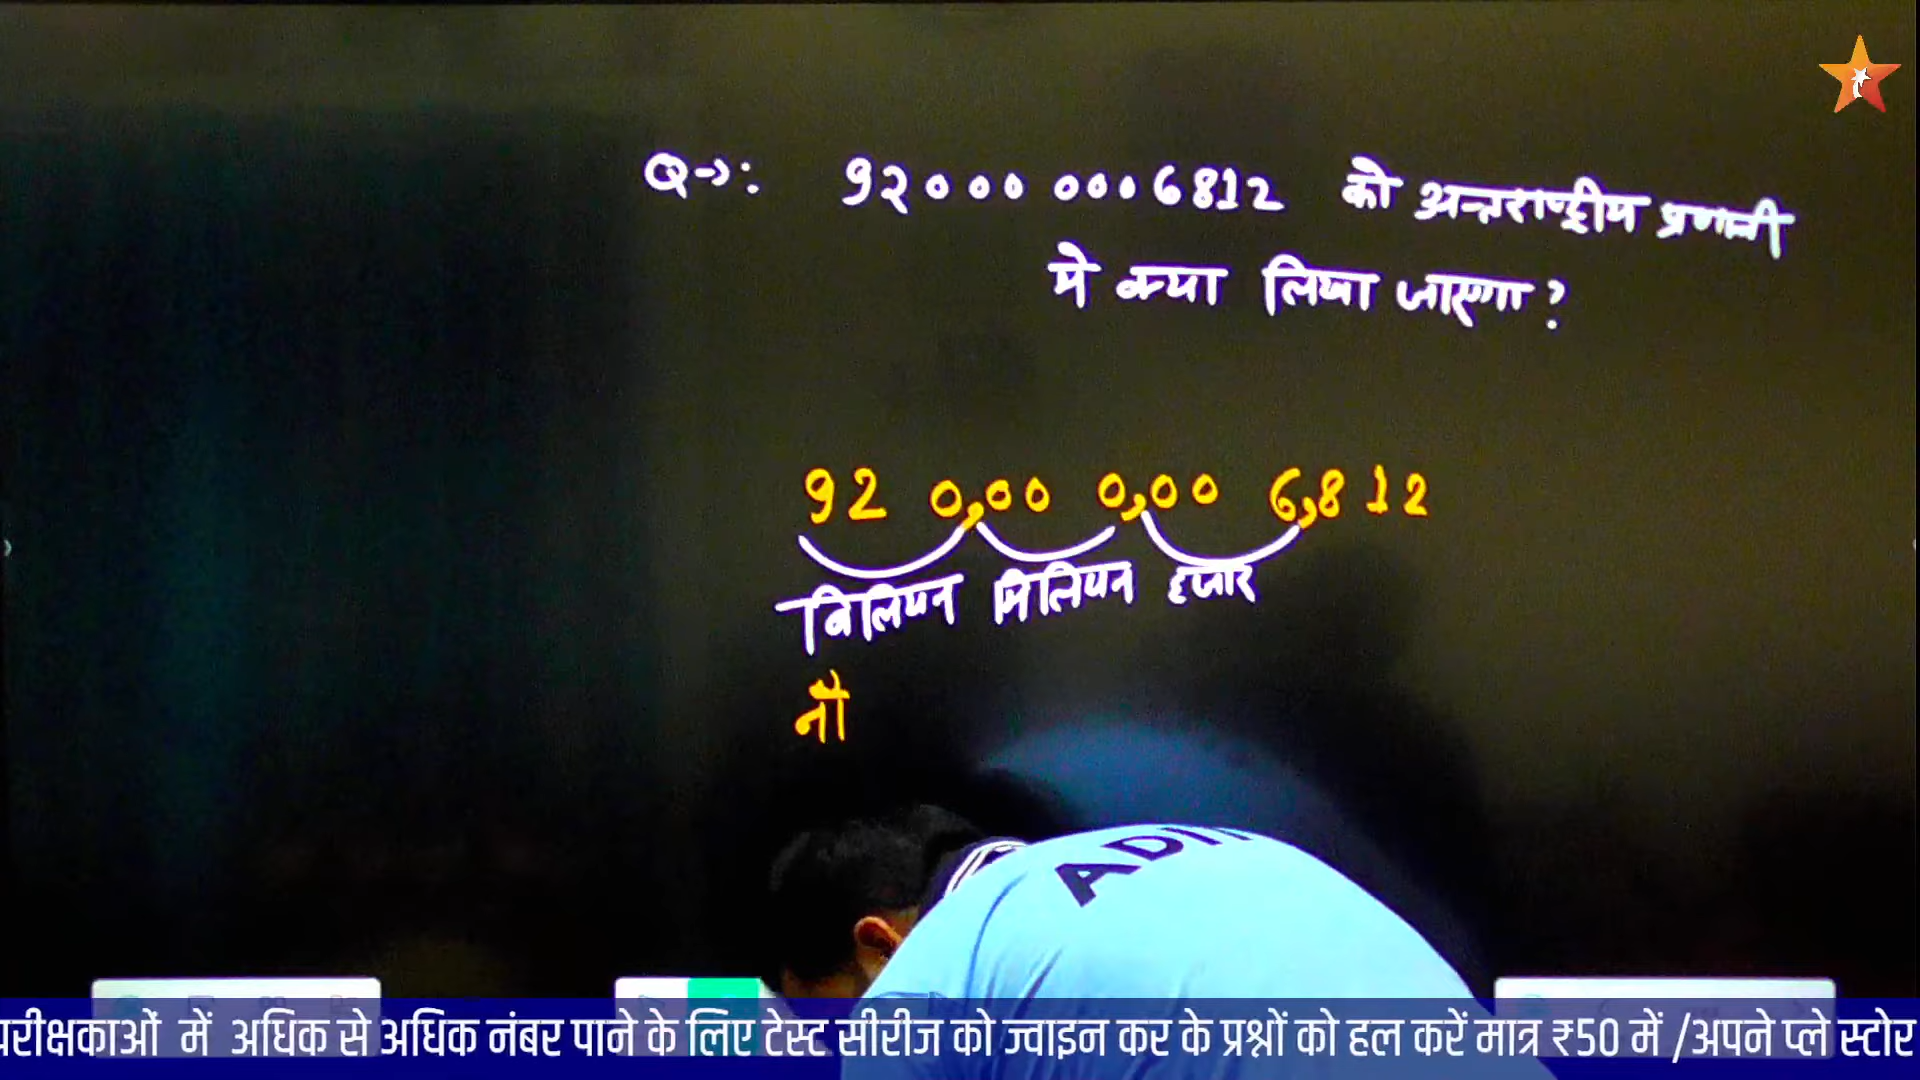 Q→: 920000006812 को अन्तराष्ट्रीय प्रणाली
मे क्या लिखा जाएगा?
92 0,00 0,00 6,812
बिलियन मिलियन हजार
नौ
ADI
परीक्षकाओं में अधिक से अधिक नंबर पाने के लिए टेस्ट सीरीज को ज्वाइन कर के प्रश्नों को हल करें मात्र ₹50 में /अपने प्ले स्टोर